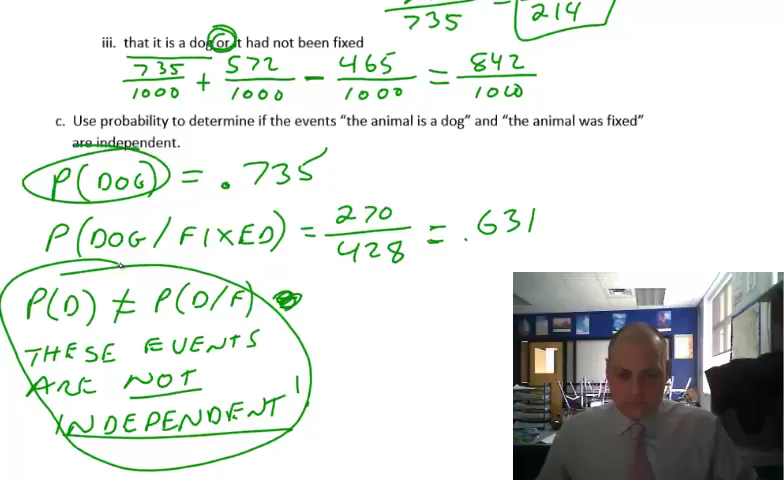 735 = 214
iii. that it is a dog or it had not been fixed
735/1000 + 572/1000 - 465/1000 = 842/1000
c. Use probability to determine if the events "the animal is a dog" and "the animal was fixed"
are independent.
P(DOG) = .735
P(DOG/FIXED) = 270/428 = .631
P(D) ≠ P(D/F)
THESE EVENTS
ARE NOT
INDEPENDENT!